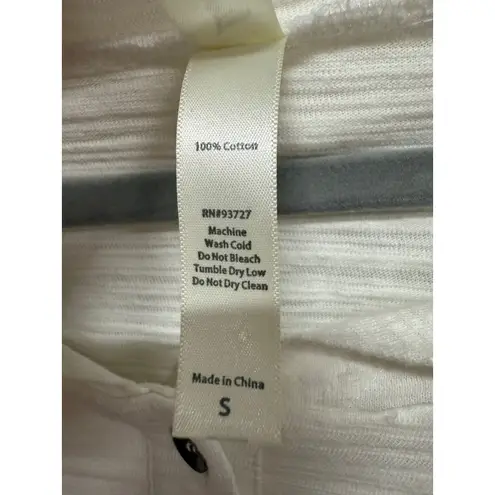 100% Cotton
RN#93727
Machine
Wash Cold
Do Not Bleach
Tumble Dry Low
Do Not Dry Clean
Made in China
S